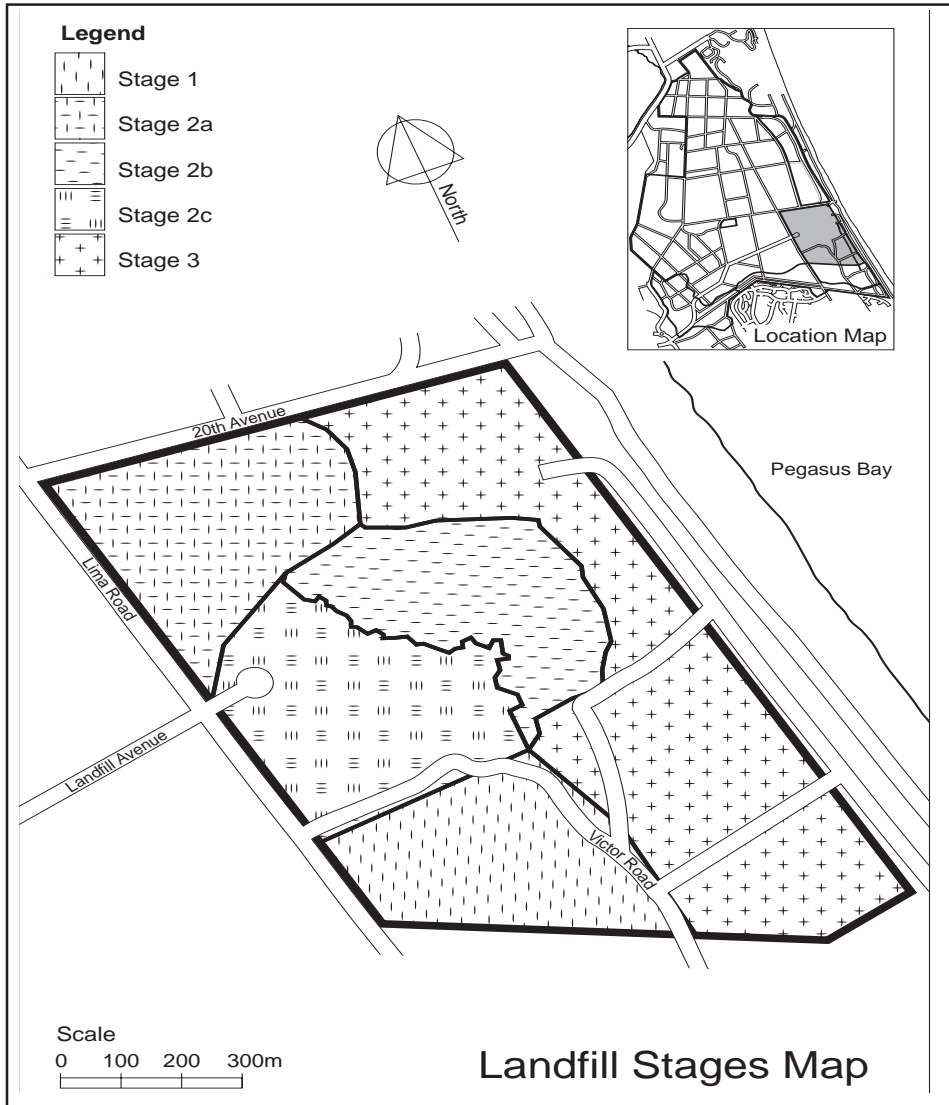 Legend
Stage 1
Stage 2a
Stage 2b
Stage 2c
Stage 3
North
Location Map
20th Avenue
Pegasus Bay
Lima Road
Landfill Avenue
Victor Road
Scale
0 100 200 300m
Landfill Stages Map